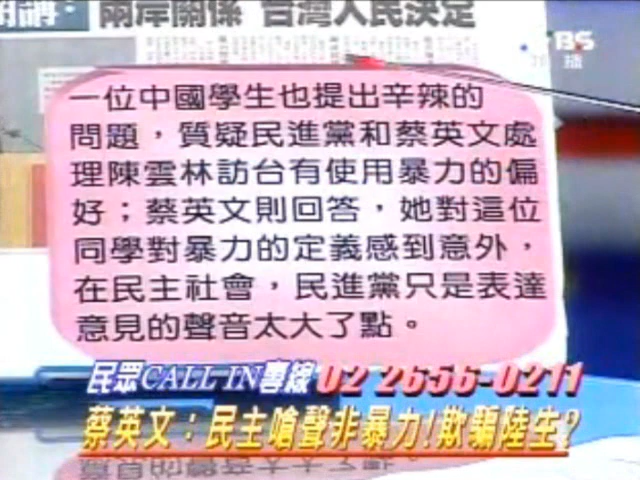 兩岸關係 台灣人民決定
TVBS
一位中國學生也提出辛辣的
問題，質疑民進黨和蔡英文處
理陳雲林訪台有使用暴力的偏
好；蔡英文則回答，她對這位
同學對暴力的定義感到意外，
在民主社會，民進黨只是表達
意見的聲音太大了點。
民眾CALL IN專線 02 2656-0211
蔡英文：民主嗆聲非暴力!欺騙陸生?